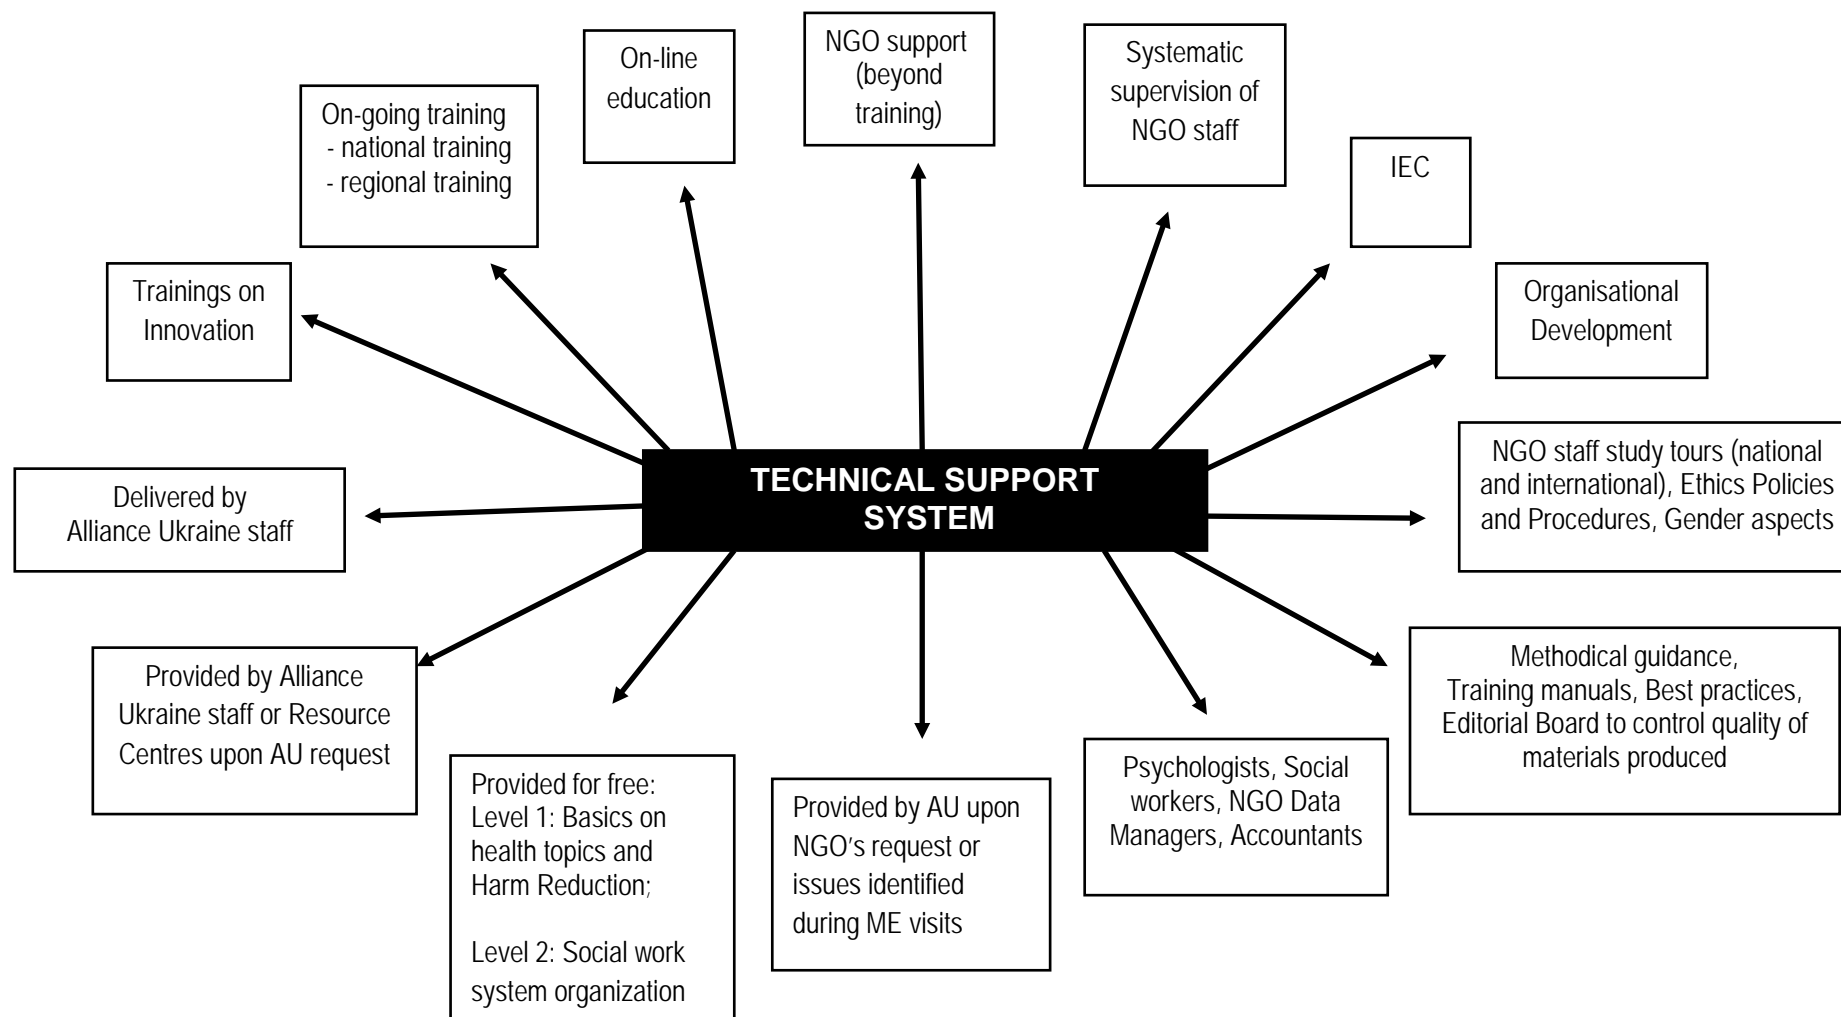 On-going training
- national training
- regional training
On-line
education
NGO support
(beyond
training)
Systematic
supervision of
NGO staff
IEC
Trainings on
Innovation
Organisational
Development
TECHNICAL SUPPORT
SYSTEM
Delivered by
Alliance Ukraine staff
NGO staff study tours (national
and international), Ethics Policies
and Procedures, Gender aspects
Provided by Alliance
Ukraine staff or Resource
Centres upon AU request
Provided for free:
Level 1: Basics on
health topics and
Harm Reduction;
Level 2: Social work
system organization
Provided by AU upon
NGO’s request or
issues identified
during ME visits
Psychologists, Social
workers, NGO Data
Managers, Accountants
Methodical guidance,
Training manuals, Best practices,
Editorial Board to control quality of
materials produced